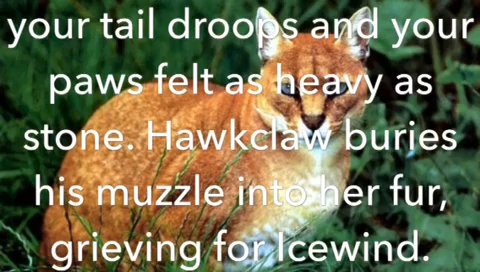 your tail droops and your
paws felt as heavy as
stone. Hawkclaw buries
his muzzle into her fur,
grieving for Icewind.